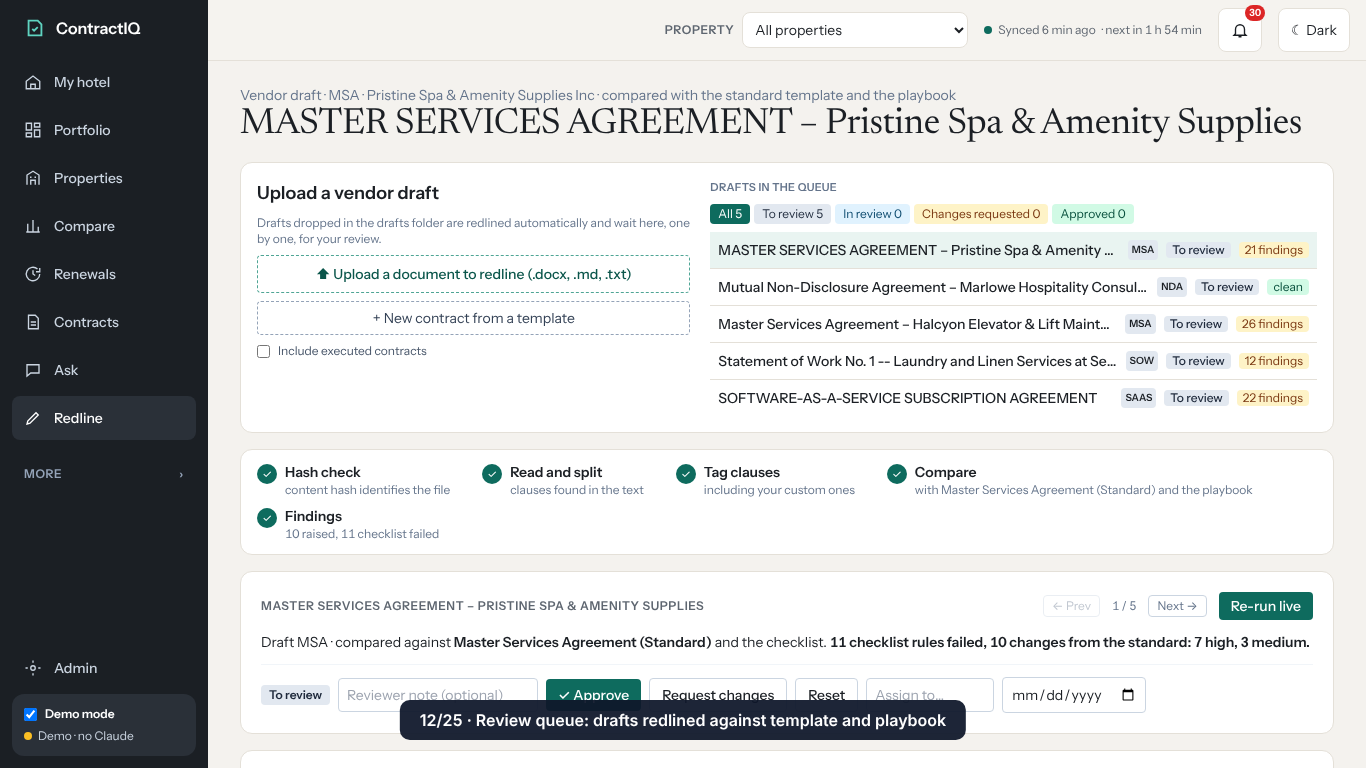 ContractIQ
My hotel
Portfolio
Properties
Compare
Renewals
Contracts
Ask
Redline
MORE ›
Admin
Demo mode
Demo · no Claude
PROPERTY All properties Synced 6 min ago · next in 1 h 54 min 30 ☾ Dark
Vendor draft · MSA · Pristine Spa & Amenity Supplies Inc · compared with the standard template and the playbook
MASTER SERVICES AGREEMENT – Pristine Spa & Amenity Supplies
Upload a vendor draft
Drafts dropped in the drafts folder are redlined automatically and wait here, one
by one, for your review.
⬆ Upload a document to redline (.docx, .md, .txt)
+ New contract from a template
Include executed contracts
DRAFTS IN THE QUEUE
All 5 To review 5 In review 0 Changes requested 0 Approved 0
MASTER SERVICES AGREEMENT – Pristine Spa & Amenity ... MSA To review 21 findings
Mutual Non-Disclosure Agreement – Marlowe Hospitality Consul... NDA To review clean
Master Services Agreement – Halcyon Elevator & Lift Maint... MSA To review 26 findings
Statement of Work No. 1 -- Laundry and Linen Services at Se... SOW To review 12 findings
SOFTWARE-AS-A-SERVICE SUBSCRIPTION AGREEMENT SAAS To review 22 findings
Hash check
content hash identifies the file
Read and split
clauses found in the text
Tag clauses
including your custom ones
Compare
with Master Services Agreement (Standard) and the playbook
Findings
10 raised, 11 checklist failed
MASTER SERVICES AGREEMENT – PRISTINE SPA & AMENITY SUPPLIES ← Prev 1 / 5 Next → Re-run live
Draft MSA · compared against Master Services Agreement (Standard) and the checklist. 11 checklist rules failed, 10 changes from the standard: 7 high, 3 medium.
To review Reviewer note (optional) ✓ Approve Request changes Reset Assign to... mm/dd/yyyy
12/25 · Review queue: drafts redlined against template and playbook